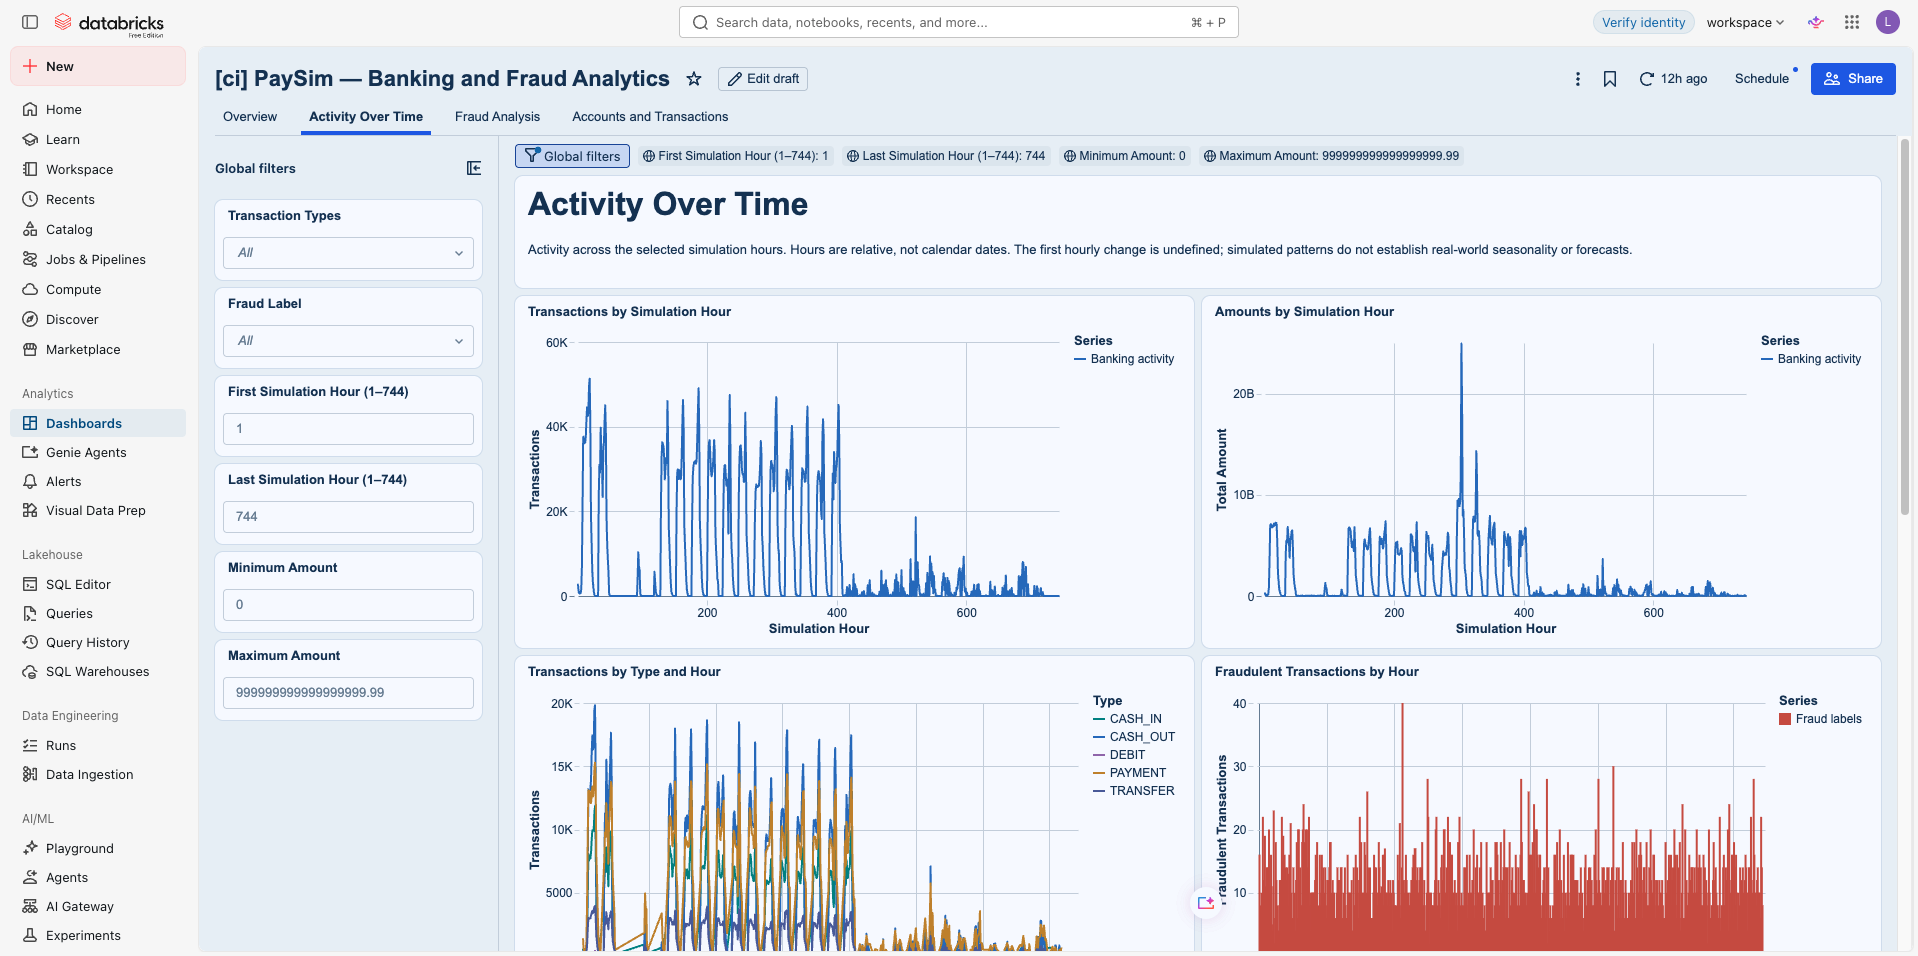 databricks
Free Edition
Search data, notebooks, recents, and more...
⌘ + P
Verify identity
workspace
L
New
Home
Learn
Workspace
Recents
Catalog
Jobs & Pipelines
Compute
Discover
Marketplace
Analytics
Dashboards
Genie Agents
Alerts
Visual Data Prep
Lakehouse
SQL Editor
Queries
Query History
SQL Warehouses
Data Engineering
Runs
Data Ingestion
AI/ML
Playground
Agents
AI Gateway
Experiments
[ci] PaySim — Banking and Fraud Analytics
Edit draft
12h ago
Schedule
Share
Overview
Activity Over Time
Fraud Analysis
Accounts and Transactions
Global filters
Transaction Types
All
Fraud Label
All
First Simulation Hour (1–744)
1
Last Simulation Hour (1–744)
744
Minimum Amount
0
Maximum Amount
999999999999999999.99
Global filters
First Simulation Hour (1–744): 1
Last Simulation Hour (1–744): 744
Minimum Amount: 0
Maximum Amount: 999999999999999999.99
Activity Over Time
Activity across the selected simulation hours. Hours are relative, not calendar dates. The first hourly change is undefined; simulated patterns do not establish real-world seasonality or forecasts.
Transactions by Simulation Hour
60K
40K
20K
0
Transactions
200
400
600
Simulation Hour
Series
Banking activity
Amounts by Simulation Hour
20B
10B
0
Total Amount
200
400
600
Simulation Hour
Series
Banking activity
Transactions by Type and Hour
20K
15K
10K
5000
Transactions
Type
CASH_IN
CASH_OUT
DEBIT
PAYMENT
TRANSFER
Fraudulent Transactions by Hour
40
30
20
10
Fraudulent Transactions
Series
Fraud labels